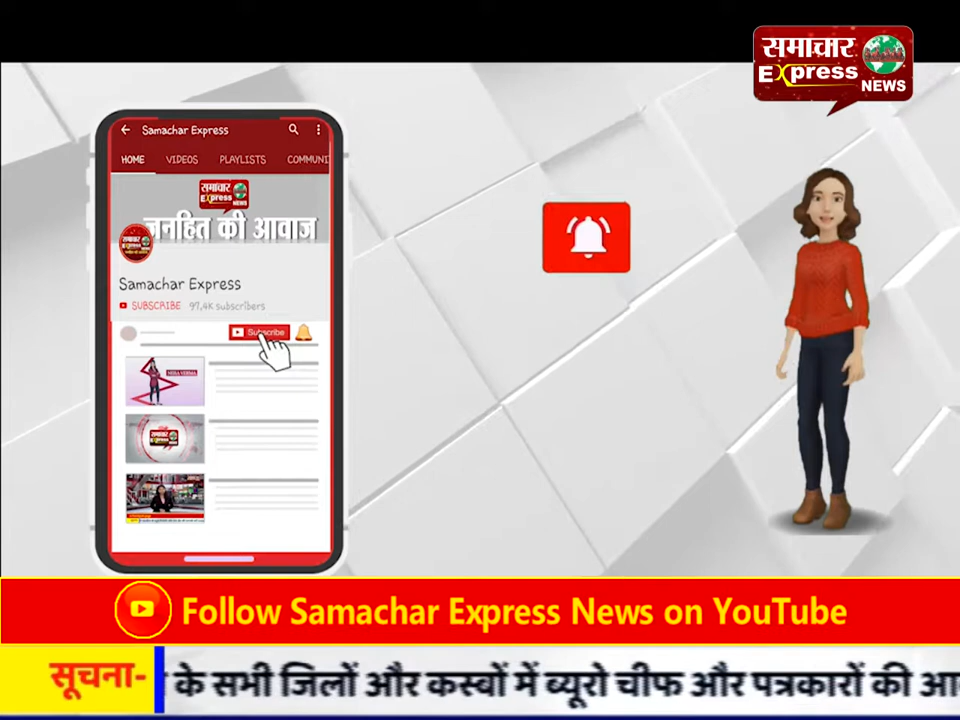 समाचार
Express
NEWS
Samachar Express
HOME VIDEOS PLAYLISTS COMMUNI
समाचार
Express
NEWS
जनहित की आवाज
Samachar Express
SUBSCRIBE 97.4K subscribers
Subscribe
Follow Samachar Express News on YouTube
सूचना- के सभी जिलों और कस्बों में ब्यूरो चीफ और पत्रकारों की आ